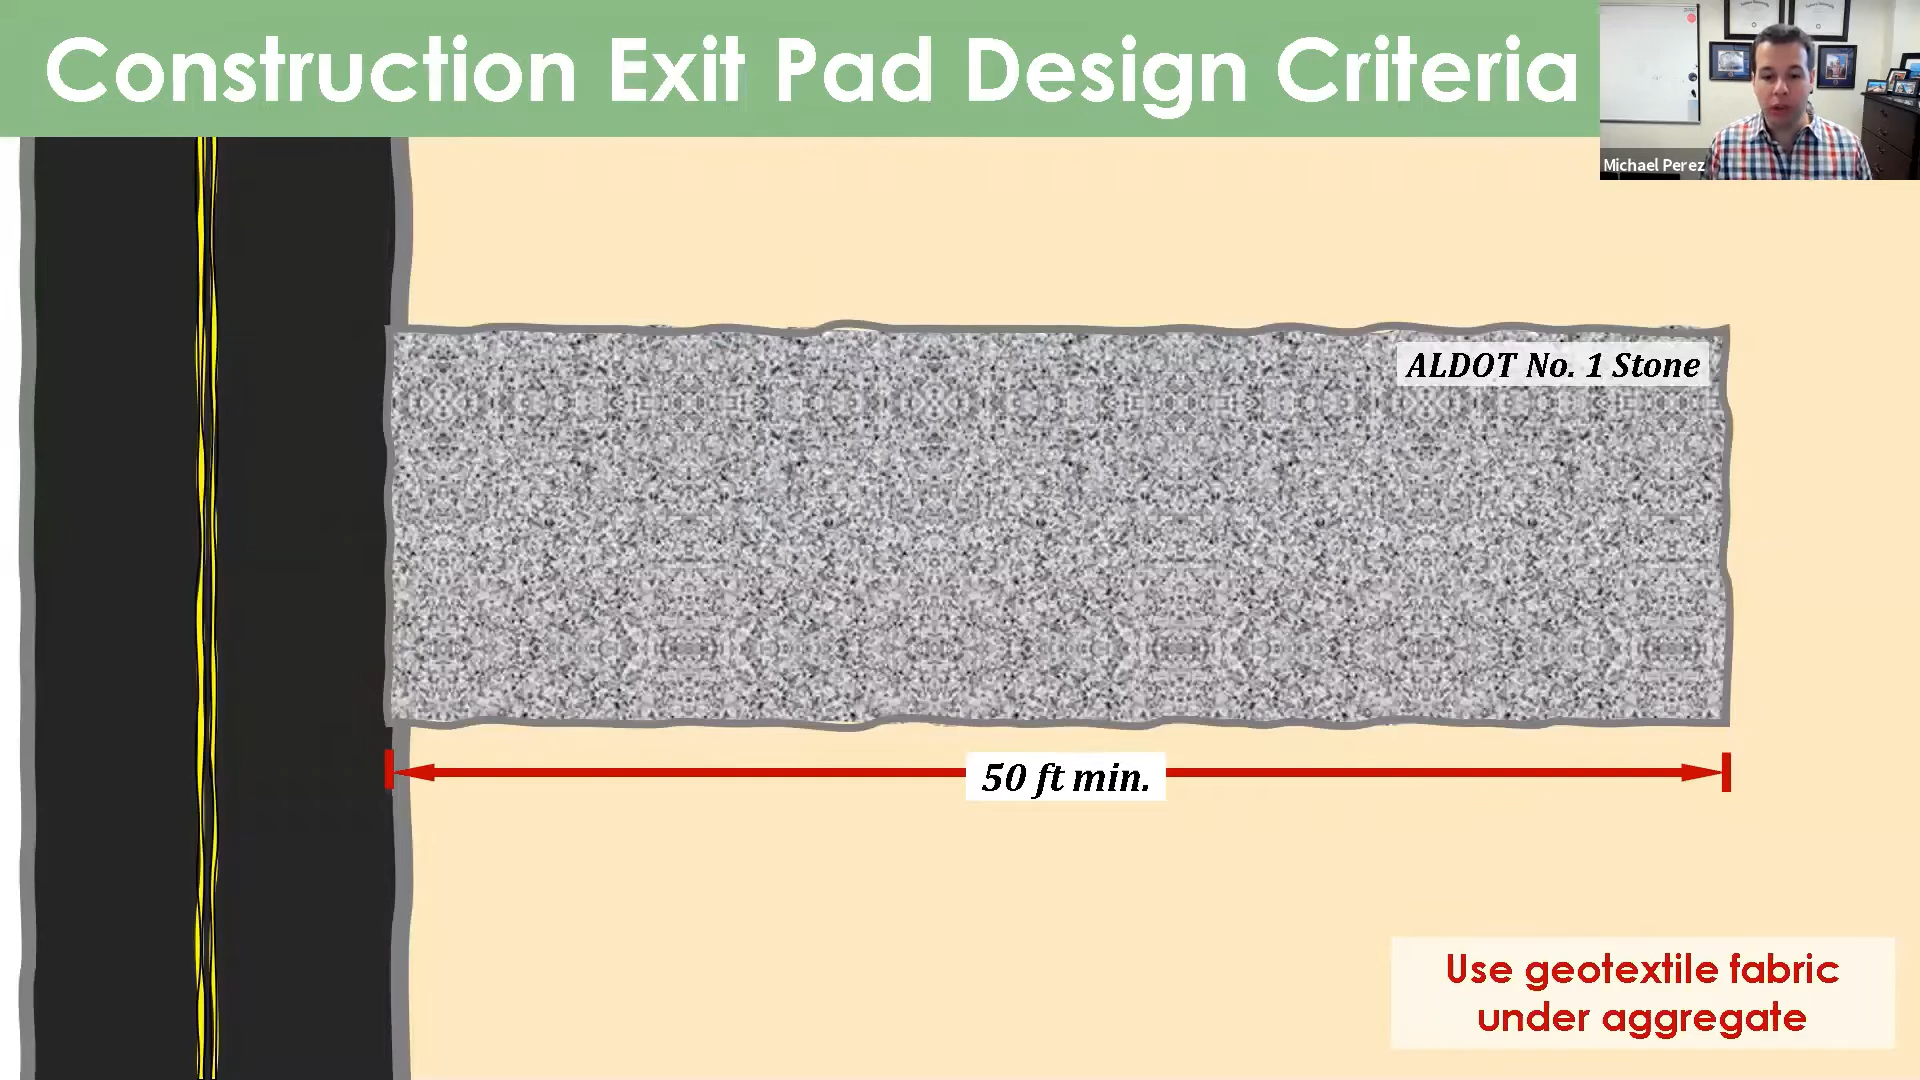 Construction Exit Pad Design Criteria
Michael Perez
ALDOT No. 1 Stone
50 ft min.
Use geotextile fabric
under aggregate